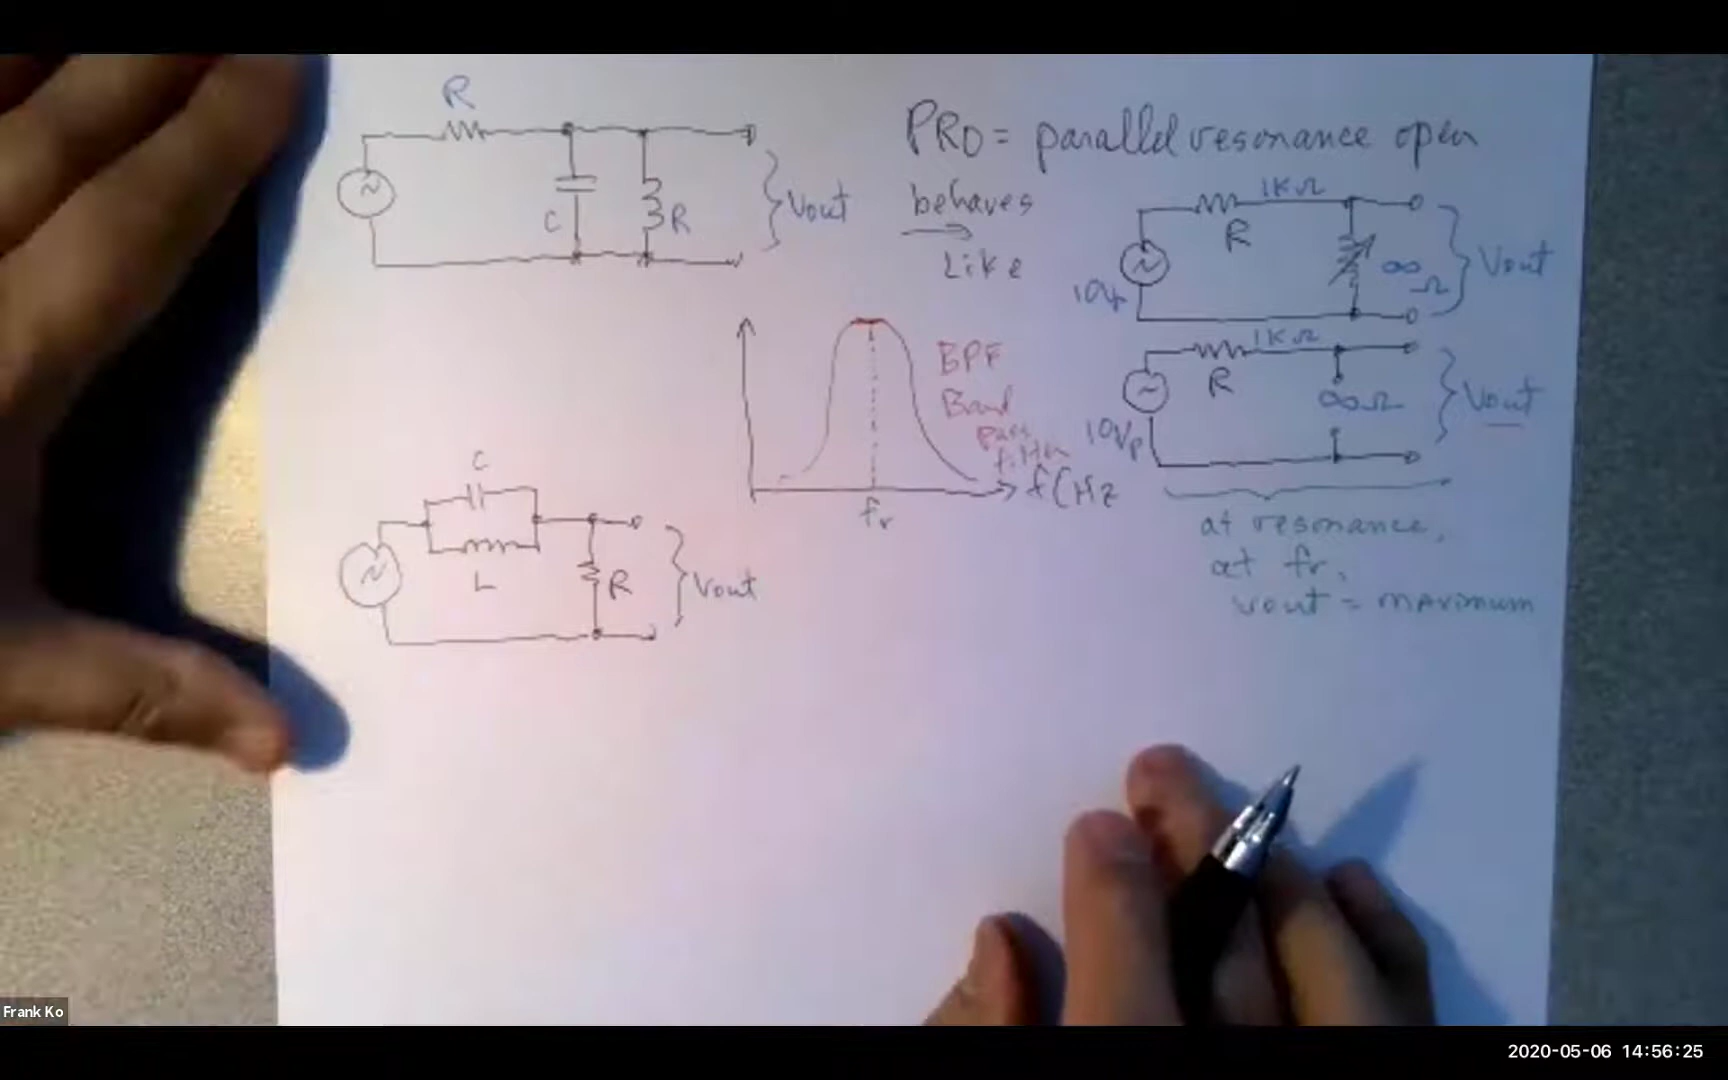 R
C
R
Vout
PRO = parallel resonance open
behaves
Like
1KΩ
R
10Vp
∞
Ω
Vout
1KΩ
R
10Vp
∞Ω
Vout
BPF
Band
pass
filter
f(Hz
fr
at resonance,
at fr,
Vout = maximum
C
L
R
Vout
Frank Ko
2020-05-06 14:56:25